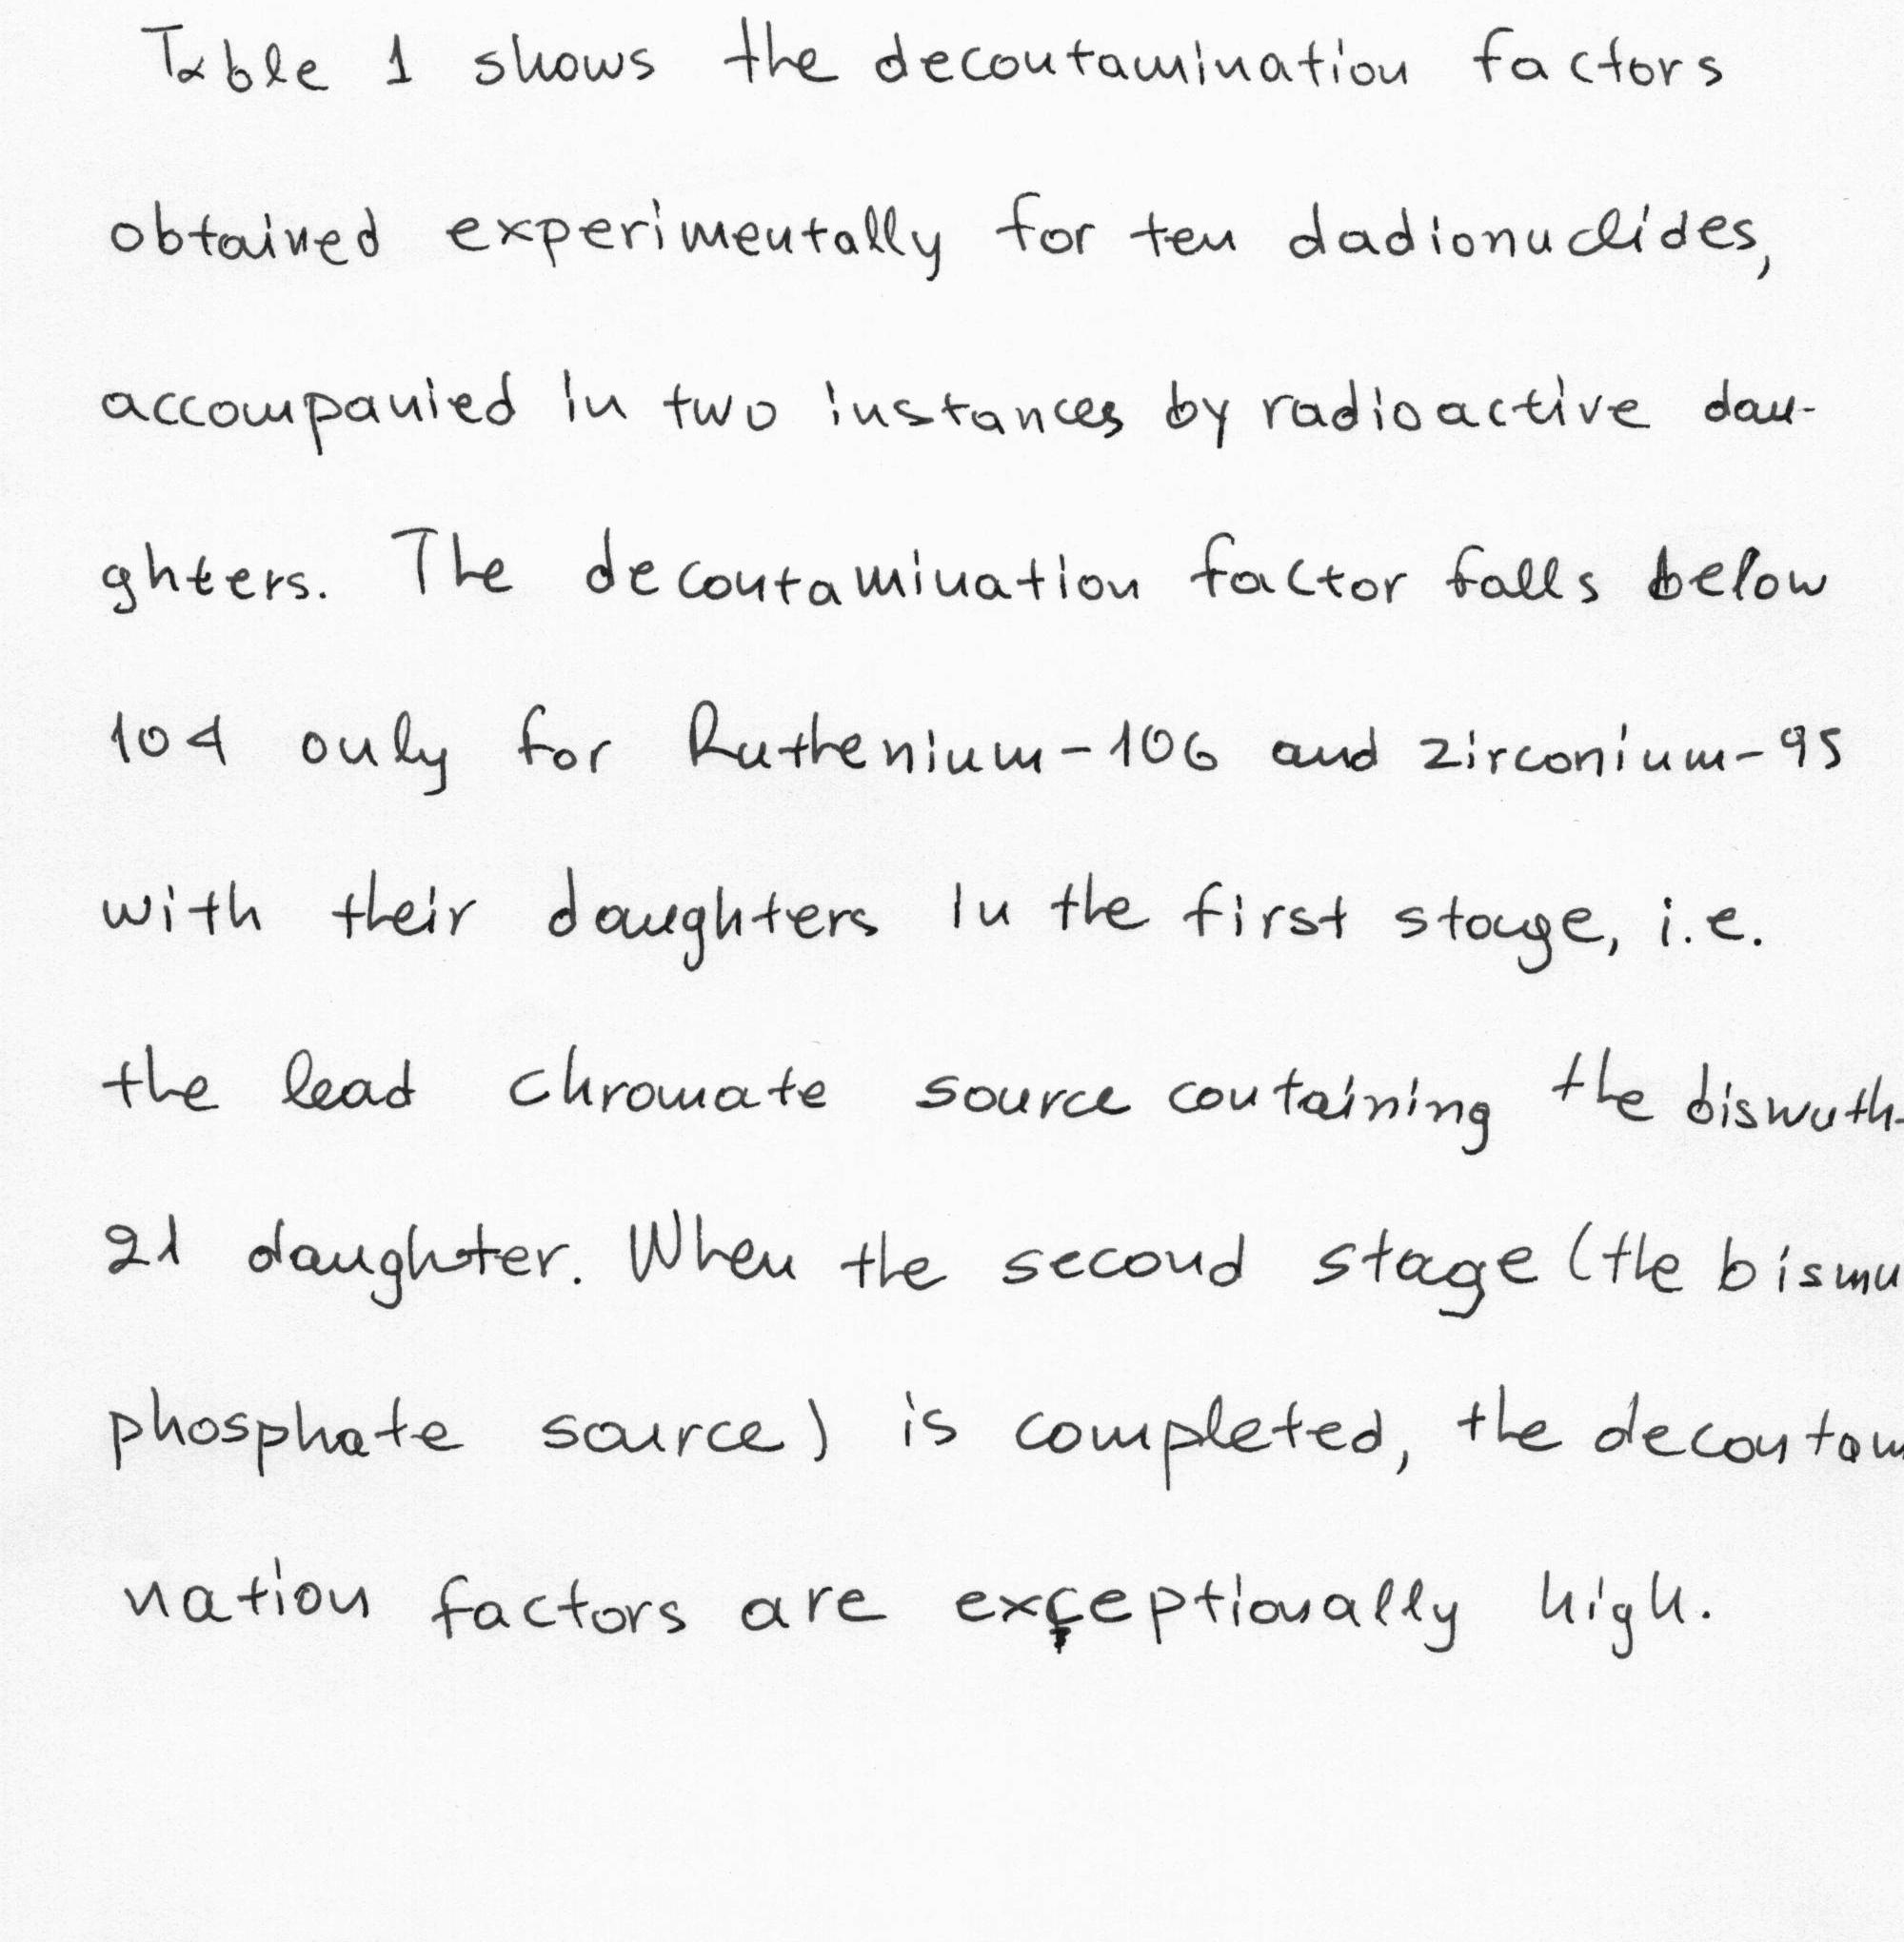 Table 1 shows the decontamination factors
obtained experimentally for ten dadionuclides,
accompanied in two instances by radioactive dau-
ghters. The decontamination factor falls below
104 only for Ruthenium-106 and zirconium-95
with their daughters in the first stage, i.e.
the lead chromate source containing the bismuth-
21 daughter. When the second stage (the bismu
phosphate source) is completed, the decontam
nation factors are exceptionally high.